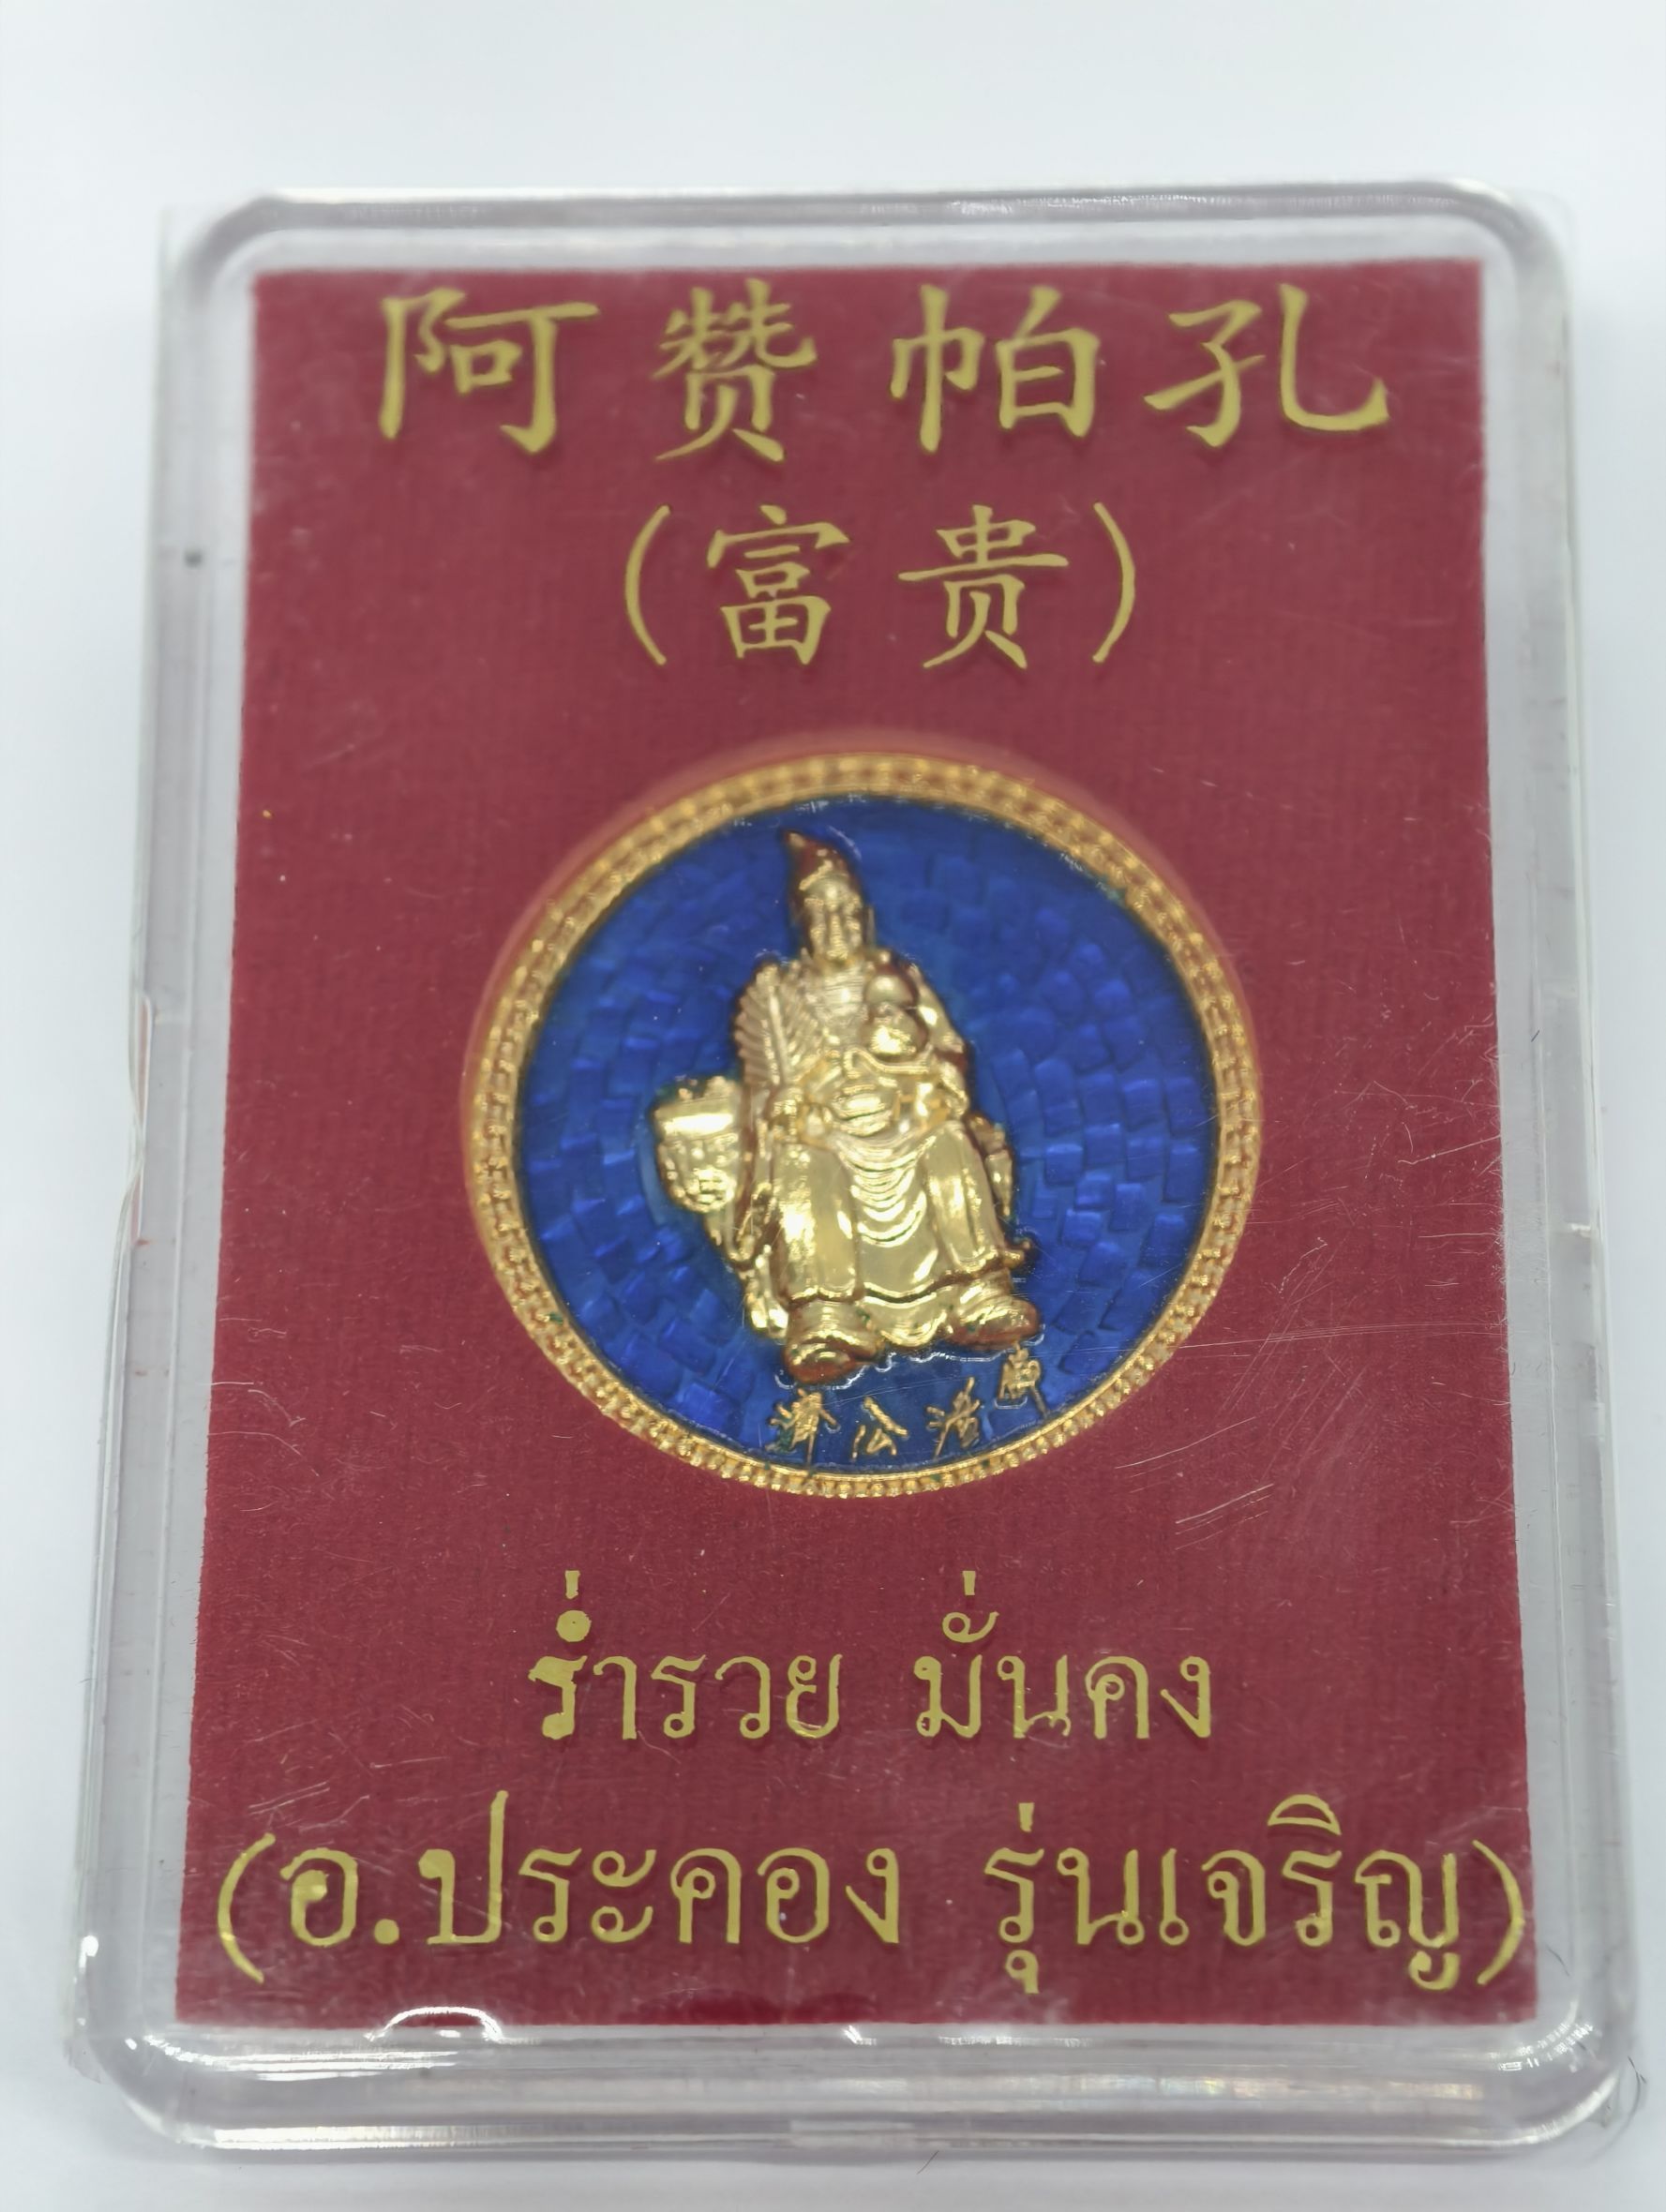 阿赞帕孔
(富贵)
濟公活佛
ร่ำรวย มั่นคง
(อ.ประคอง รุ่นเจริญ)